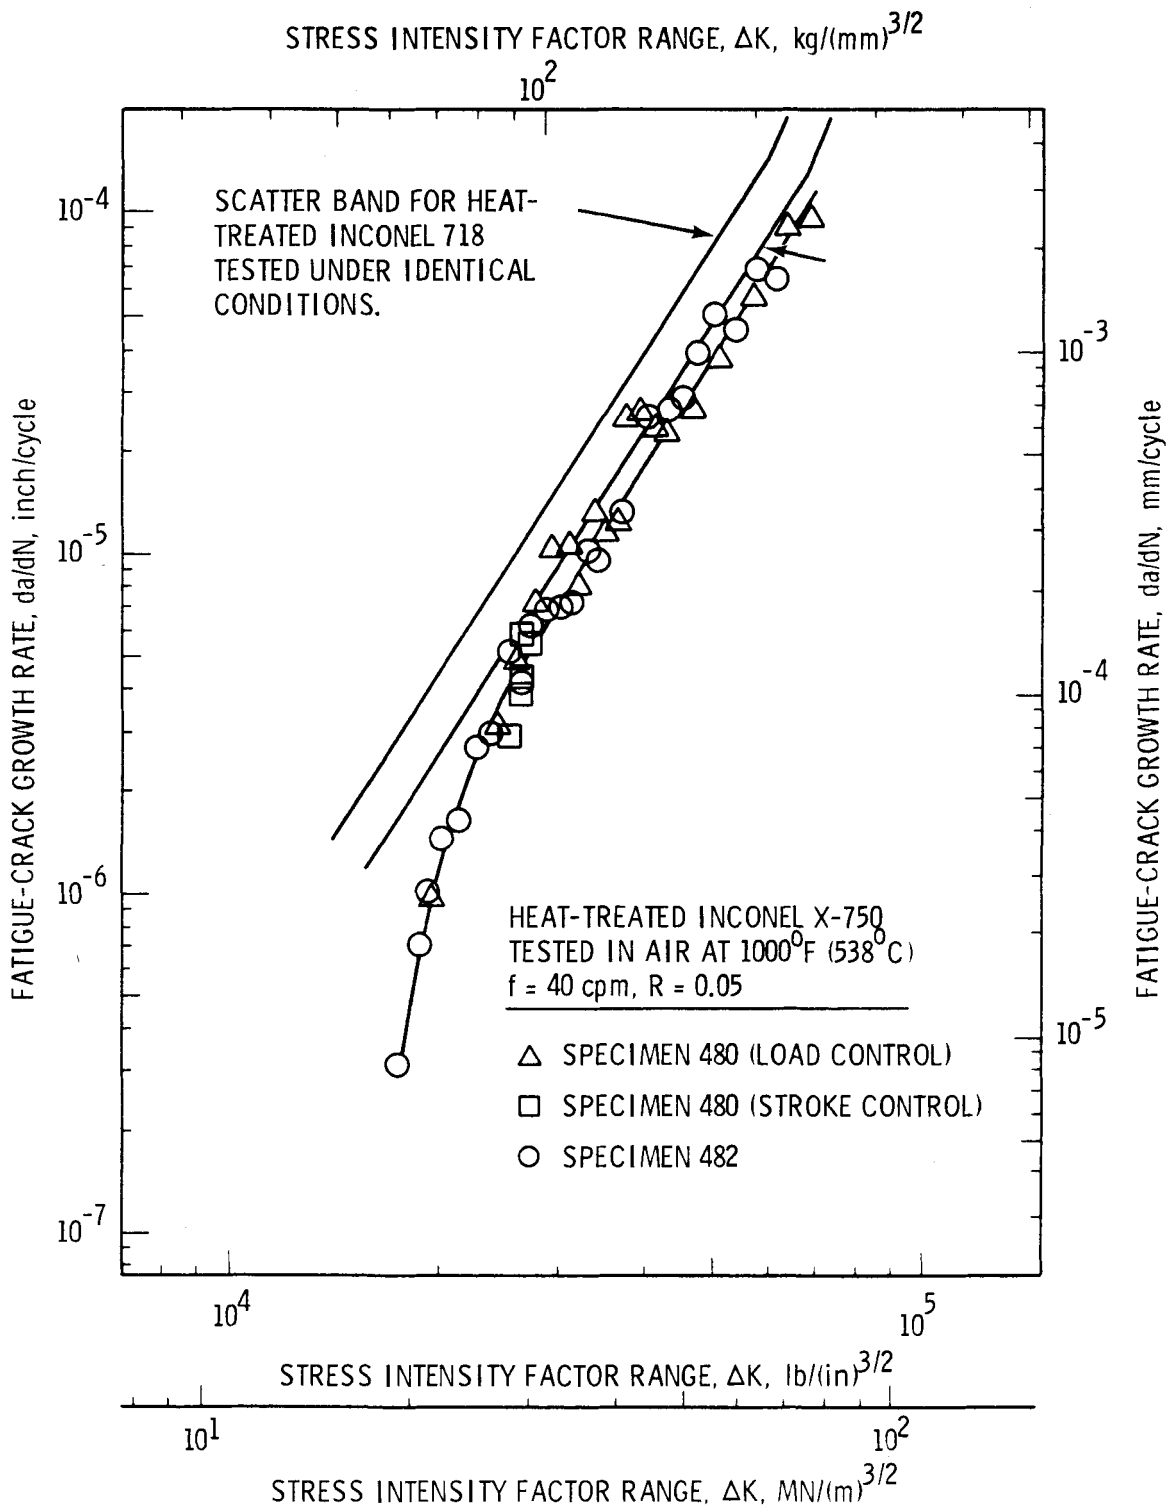 STRESS INTENSITY FACTOR RANGE, ΔK, kg/(mm)^3/2
10^2
SCATTER BAND FOR HEAT-
TREATED INCONEL 718
TESTED UNDER IDENTICAL
CONDITIONS.
FATIGUE-CRACK GROWTH RATE, da/dN, inch/cycle
10^-4
10^-5
10^-6
10^-7
FATIGUE-CRACK GROWTH RATE, da/dN, mm/cycle
10^-3
10^-4
10^-5
HEAT-TREATED INCONEL X-750
TESTED IN AIR AT 1000°F (538°C)
f = 40 cpm, R = 0.05
SPECIMEN 480 (LOAD CONTROL)
SPECIMEN 480 (STROKE CONTROL)
SPECIMEN 482
10^4 10^5
STRESS INTENSITY FACTOR RANGE, ΔK, lb/(in)^3/2
10^1 10^2
STRESS INTENSITY FACTOR RANGE, ΔK, MN/(m)^3/2